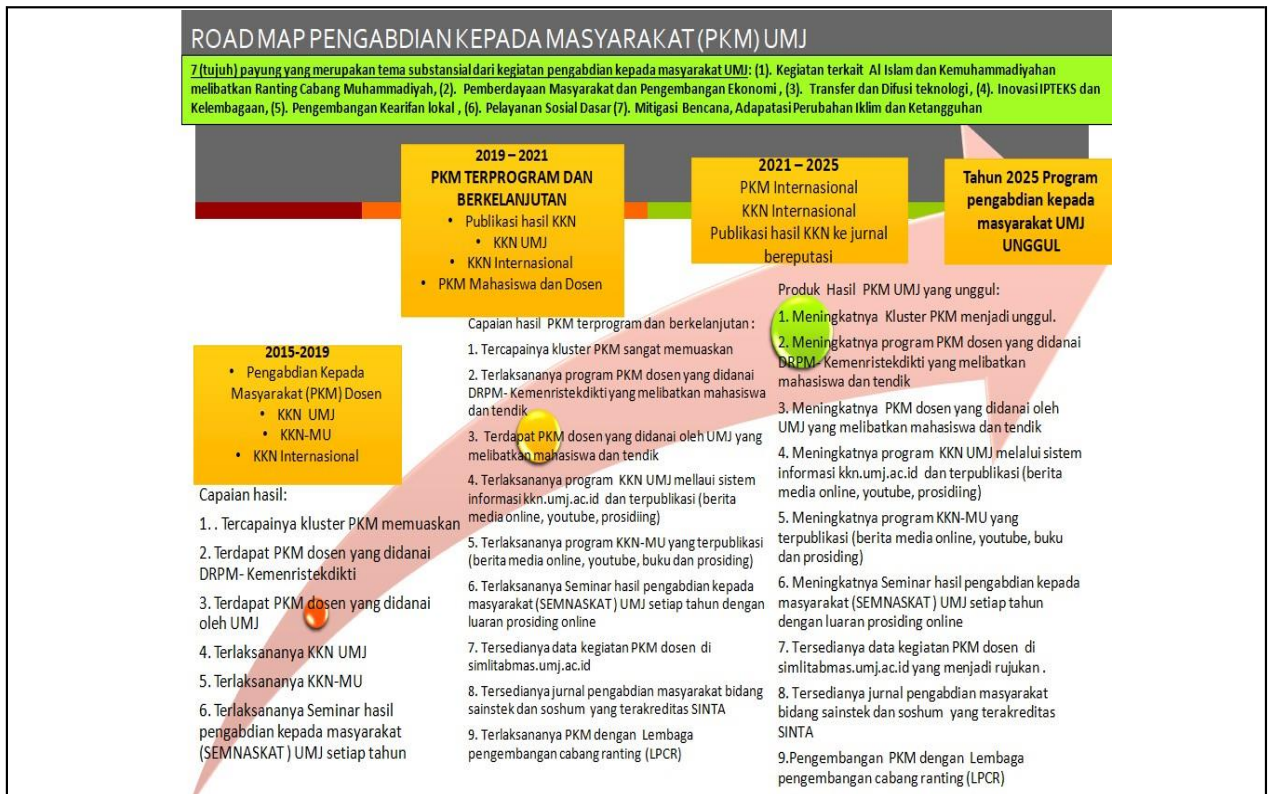 ROAD MAP PENGABDIAN KEPADA MASYARAKAT (PKM) UMJ
7 (tujuh) payung yang merupakan tema substansial dari kegiatan pengabdian kepada masyarakat UMJ: (1). Kegiatan terkait Al Islam dan Kemuhammadiyahan
melibatkan Ranting Cabang Muhammadiyah, (2). Pemberdayaan Masyarakat dan Pengembangan Ekonomi , (3). Transfer dan Difusi teknologi, (4). Inovasi IPTEKS dan
Kelembagaan, (5). Pengembangan Kearifan lokal , (6). Pelayanan Sosial Dasar (7). Mitigasi Bencana, Adapatasi Perubahan Iklim dan Ketangguhan
2015-2019
• Pengabdian Kepada
Masyarakat (PKM) Dosen
• KKN UMJ
• KKN-MU
• KKN Internasional
Capaian hasil:
1. . Tercapainya kluster PKM memuaskan
2. Terdapat PKM dosen yang didanai
DRPM- Kemenristekdikti
3. Terdapat PKM dosen yang didanai
oleh UMJ
4. Terlaksananya KKN UMJ
5. Terlaksananya KKN-MU
6. Terlaksananya Seminar hasil
pengabdian kepada masyarakat
(SEMNASKAT ) UMJ setiap tahun
2019 – 2021
PKM TERPROGRAM DAN
BERKELANJUTAN
• Publikasi hasil KKN
• KKN UMJ
• KKN Internasional
• PKM Mahasiswa dan Dosen
Capaian hasil PKM terprogram dan berkelanjutan :
1. Tercapainya kluster PKM sangat memuaskan
2. Terlaksananya program PKM dosen yang didanai
DRPM- Kemenristekdikti yang melibatkan mahasiswa
dan tendik
3. Terdapat PKM dosen yang didanai oleh UMJ yang
melibatkan mahasiswa dan tendik
4. Terlaksananya program KKN UMJ mellaui sistem
informasi kkn.umj.ac.id dan terpublikasi (berita
media online, youtube, prosidiing)
5. Terlaksananya program KKN-MU yang terpublikasi
(berita media online, youtube, buku dan prosiding)
6. Terlaksananya Seminar hasil pengabdian kepada
masyarakat (SEMNASKAT ) UMJ setiap tahun dengan
luaran prosiding online
7. Tersedianya data kegiatan PKM dosen di
simlitabmas.umj.ac.id
8. Tersedianya jurnal pengabdian masyarakat bidang
sainstek dan soshum yang terakreditas SINTA
9. Terlaksananya PKM dengan Lembaga
pengembangan cabang ranting (LPCR)
2021 – 2025
PKM Internasional
KKN Internasional
Publikasi hasil KKN ke jurnal
bereputasi
Produk Hasil PKM UMJ yang unggul:
1. Meningkatnya Kluster PKM menjadi unggul.
2. Meningkatnya program PKM dosen yang didanai
DRPM- Kemenristekdikti yang melibatkan
mahasiswa dan tendik
3. Meningkatnya PKM dosen yang didanai oleh
UMJ yang melibatkan mahasiswa dan tendik
4. Meningkatnya program KKN UMJ melalui sistem
informasi kkn.umj.ac.id dan terpublikasi (berita
media online, youtube, prosidiing)
5. Meningkatnya program KKN-MU yang
terpublikasi (berita media online, youtube, buku
dan prosiding)
6. Meningkatnya Seminar hasil pengabdian kepada
masyarakat (SEMNASKAT ) UMJ setiap tahun
dengan luaran prosiding online
7. Tersedianya data kegiatan PKM dosen di
simlitabmas.umj.ac.id yang menjadi rujukan .
8. Tersedianya jurnal pengabdian masyarakat
bidang sainstek dan soshum yang terakreditas
SINTA
9.Pengembangan PKM dengan Lembaga
pengembangan cabang ranting (LPCR)
Tahun 2025 Program
pengabdian kepada
masyarakat UMJ
UNGGUL